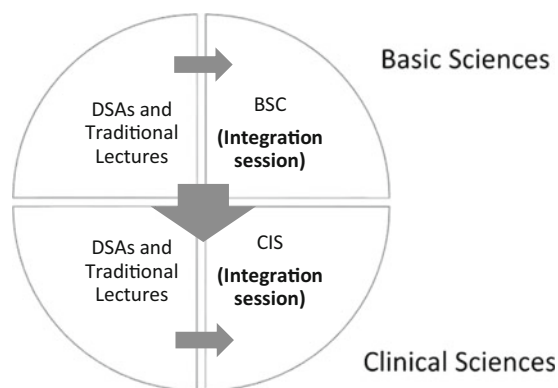 Basic Sciences
DSAs and
Traditional
Lectures
BSC
(Integration
session)
DSAs and
Traditional
Lectures
CIS
(Integration
session)
Clinical Sciences